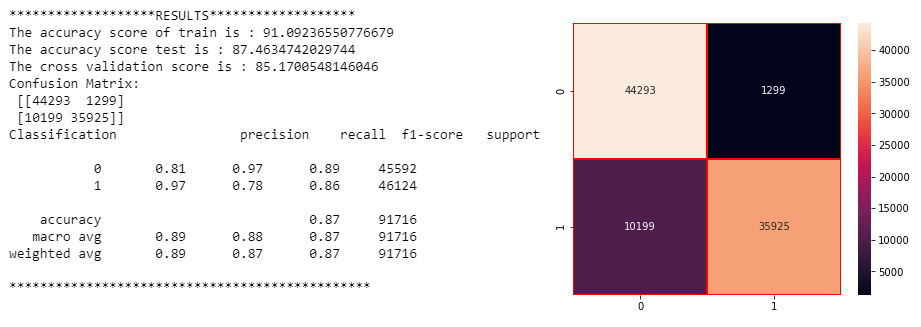 *******************RESULTS*******************
The accuracy score of train is : 91.09236550776679
The accuracy score test is : 87.4634742029744
The cross validation score is : 85.1700548146046
Confusion Matrix:
[[44293  1299]
[10199 35925]]
Classification                precision    recall  f1-score   support
0       0.81      0.97      0.89     45592
1       0.97      0.78      0.86     46124
accuracy                           0.87     91716
macro avg       0.89      0.88      0.87     91716
weighted avg       0.89      0.87      0.87     91716
***********************************************
0
44293 1299
1
10199 35925
0 1
40000
35000
30000
25000
20000
15000
10000
5000